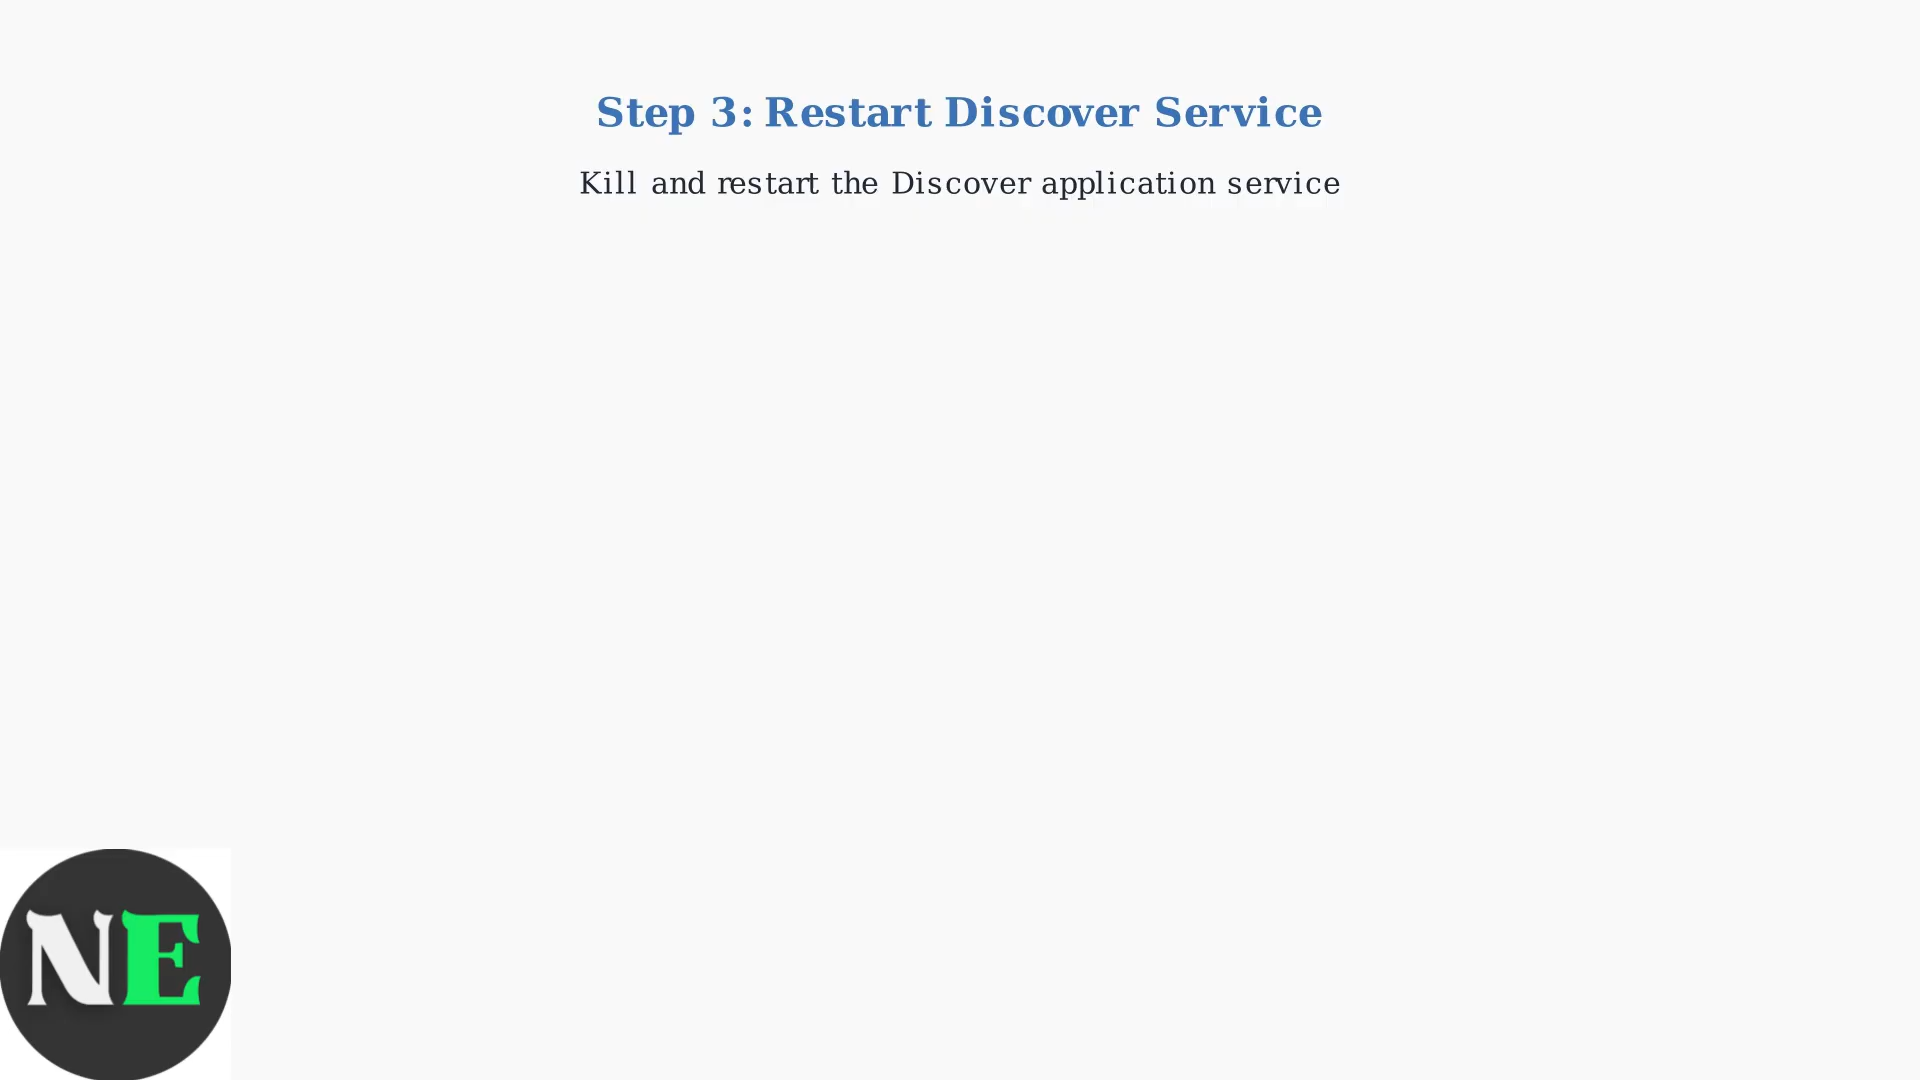 Step 3: Restart Discover Service
Kill and restart the Discover application service
NE